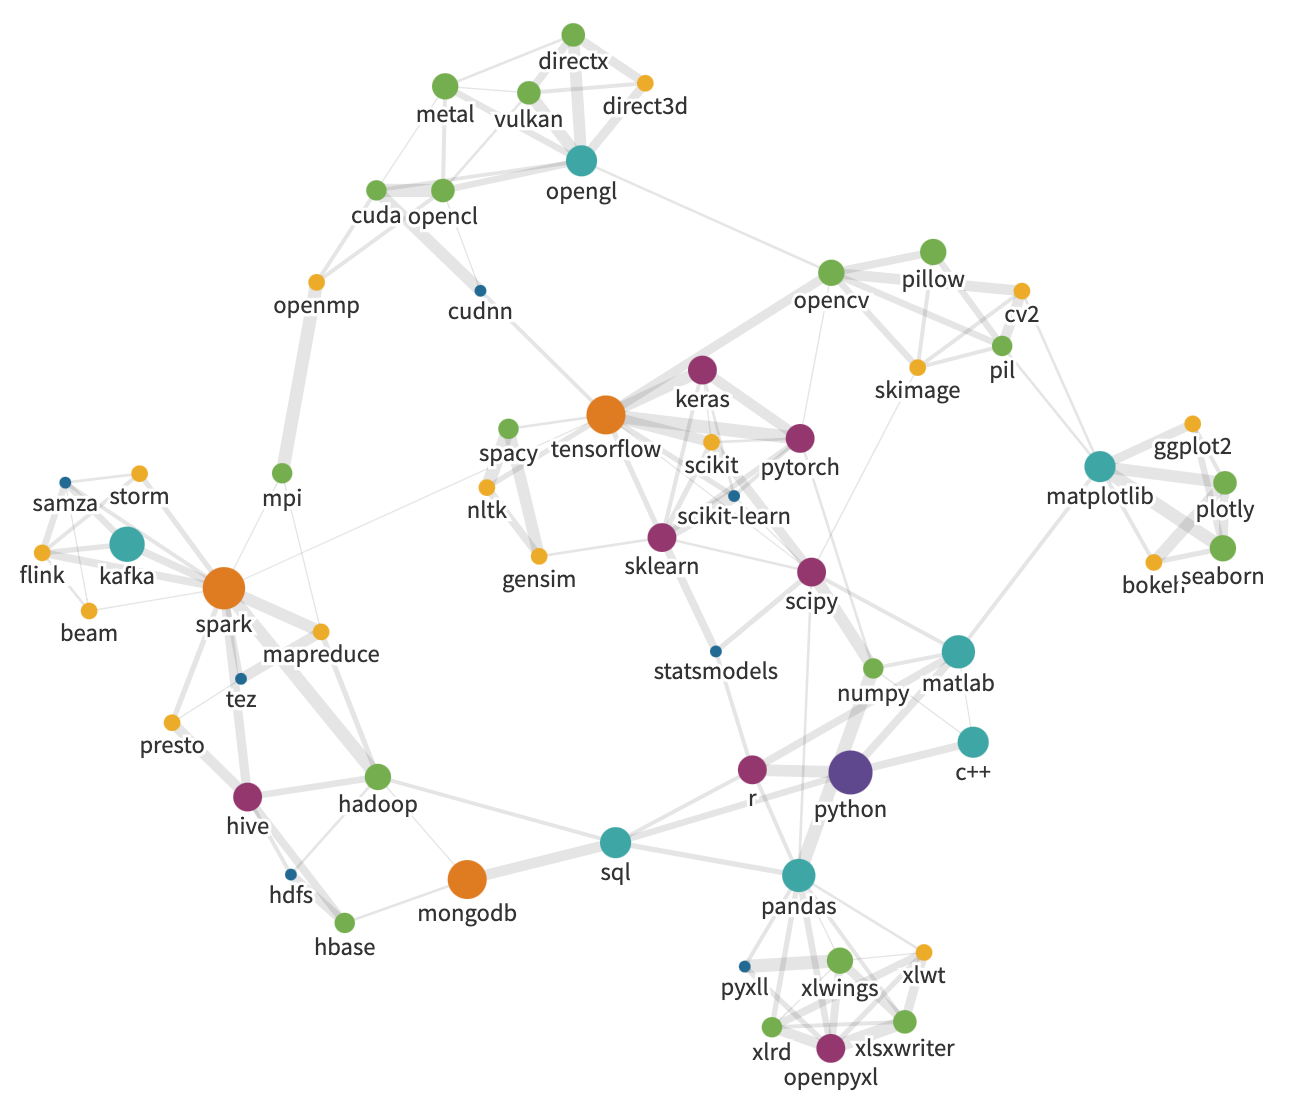 directx
direct3d
metal
vulkan
opengl
cuda
opencl
openmp
cudnn
pillow
opencv
cv2
pil
skimage
keras
tensorflow
spacy
scikit
pytorch
ggplot2
matplotlib
plotly
nltk
scikit-learn
samza
storm
mpi
sklearn
gensim
flink
kafka
bokeh
seaborn
scipy
spark
beam
mapreduce
statsmodels
numpy
matlab
tez
presto
c++
hive
hadoop
r
python
sql
hdfs
mongodb
pandas
hbase
pyxll
xlwings
xlwt
xlrd
xlsxwriter
openpyxl